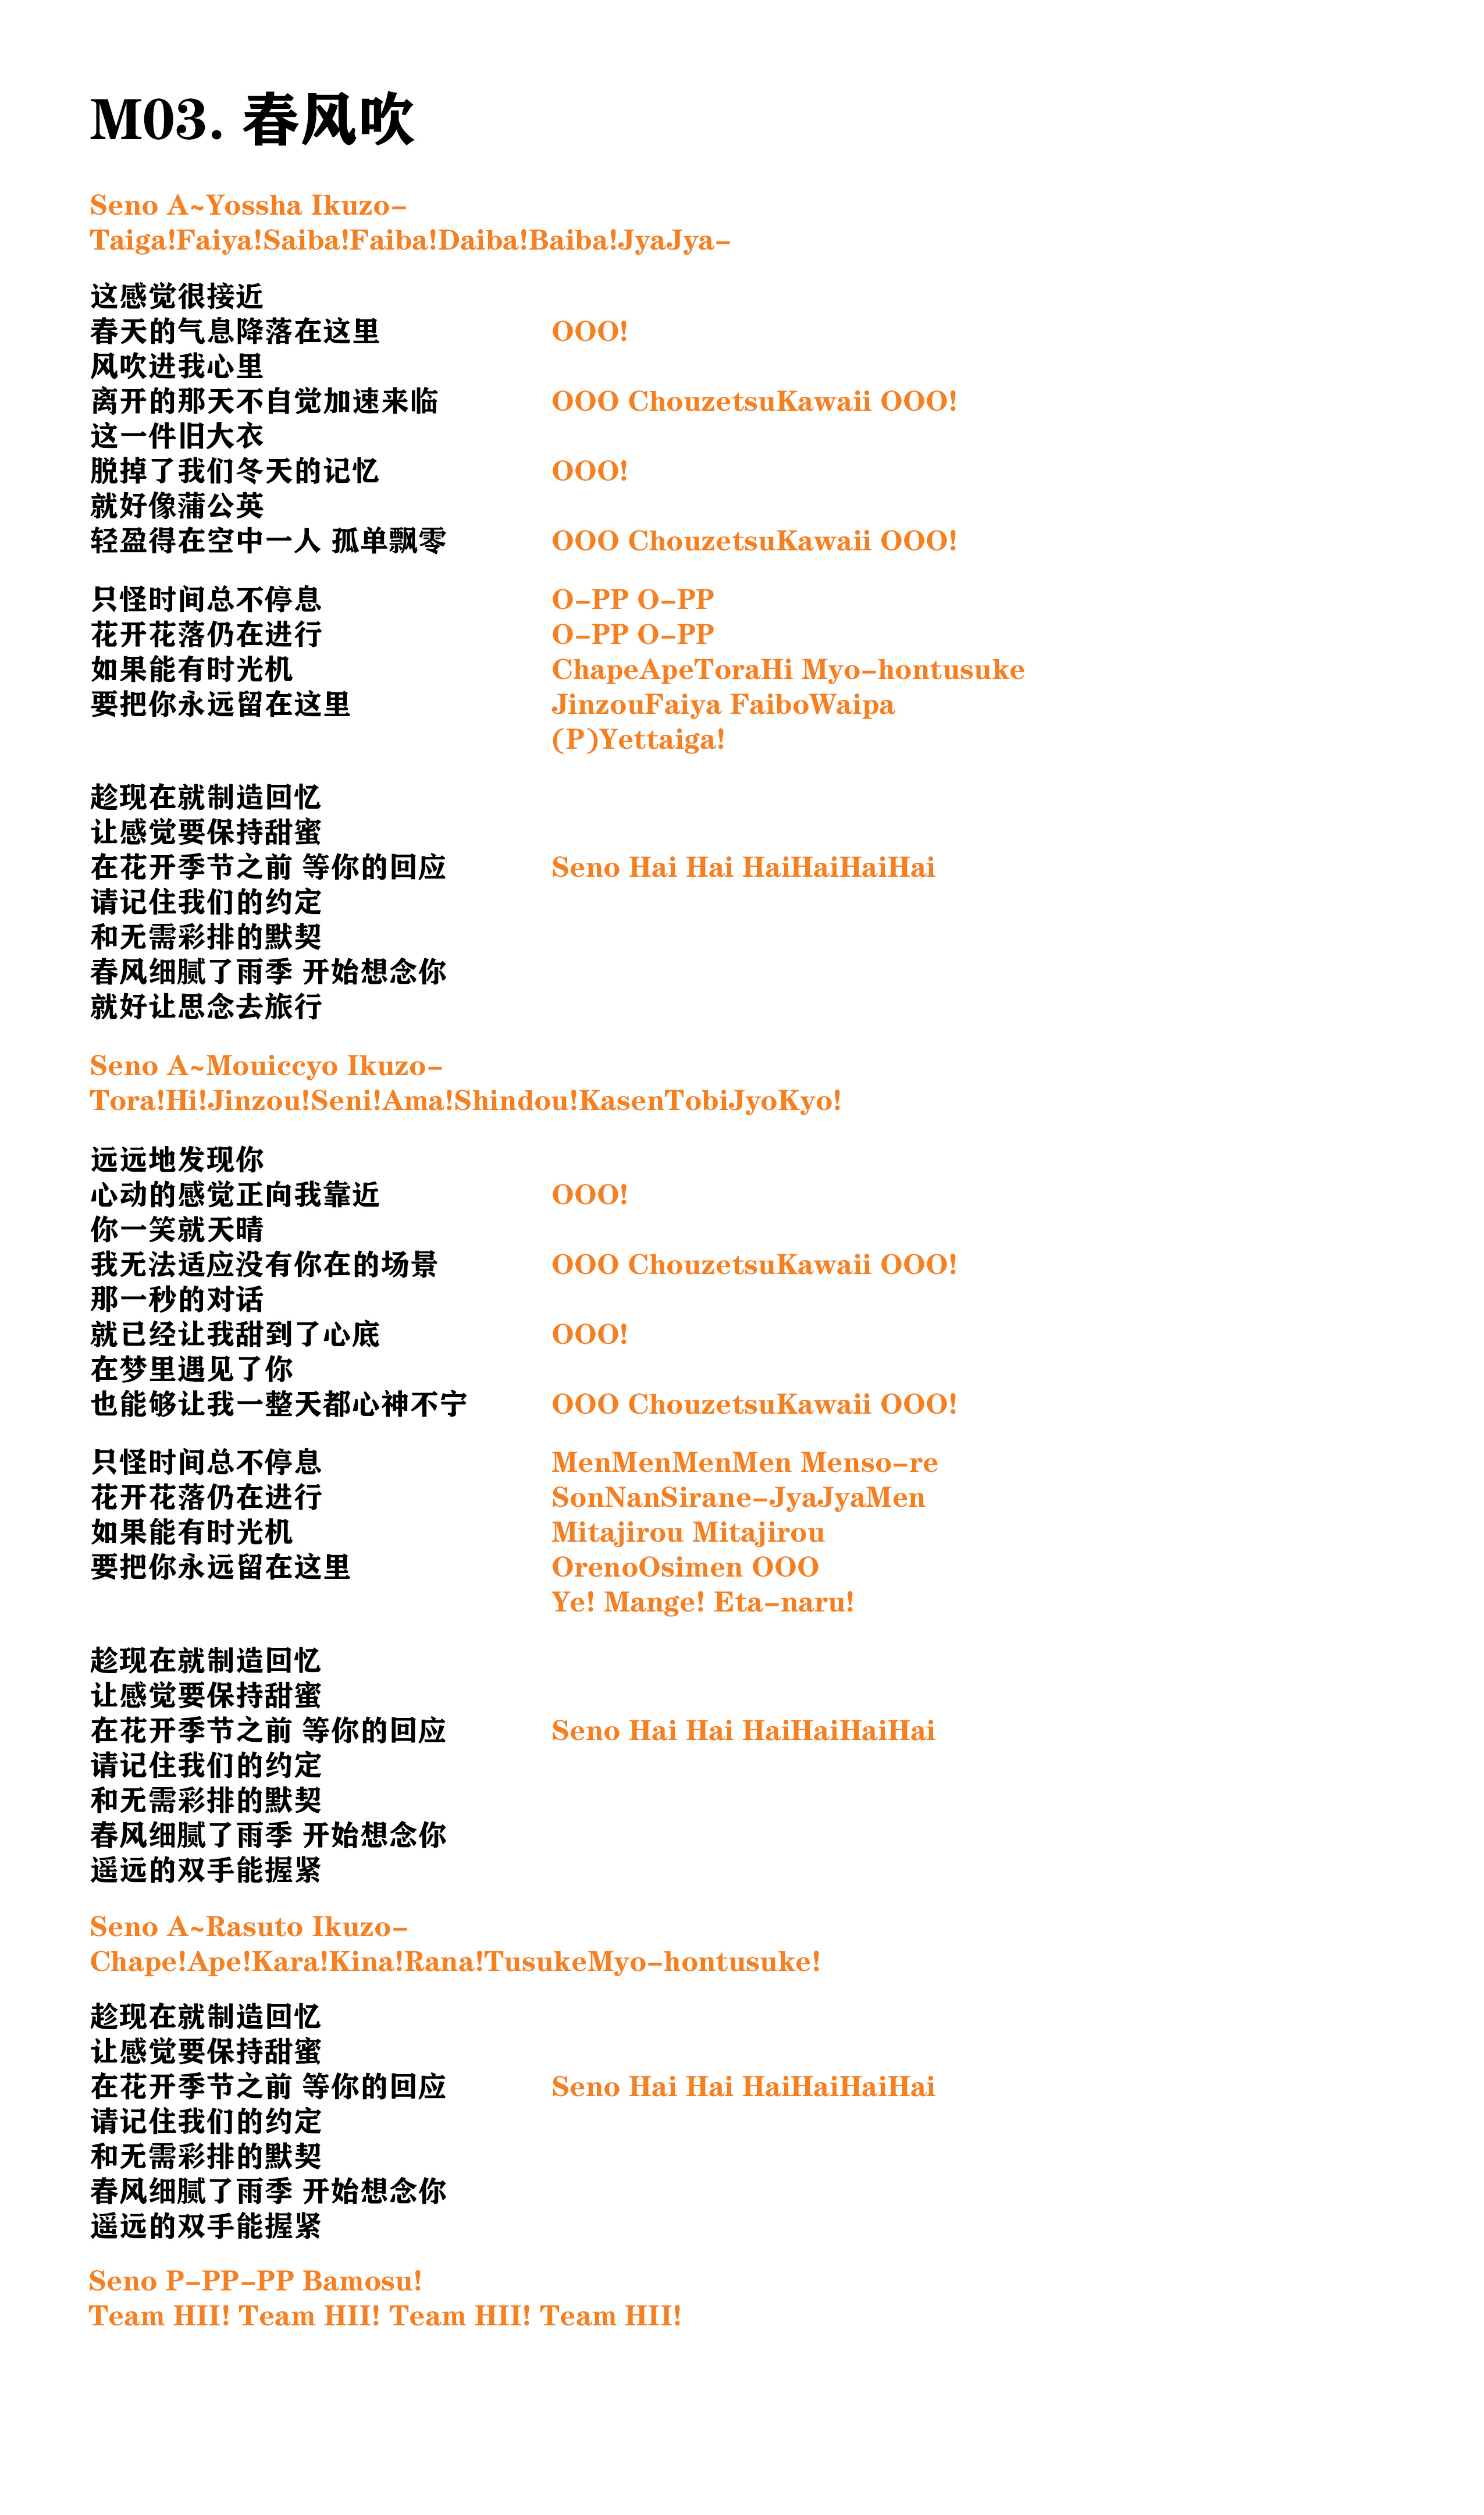 M03. 春风吹
Seno A~Yossha Ikuzo-
Taiga!Faiya!Saiba!Faiba!Daiba!Baiba!JyaJya-
这感觉很接近
春天的气息降落在这里 OOO!
风吹进我心里
离开的那天不自觉加速来临 OOO ChouzetsuKawaii OOO!
这一件旧大衣
脱掉了我们冬天的记忆 OOO!
就好像蒲公英
轻盈得在空中一人 孤单飘零 OOO ChouzetsuKawaii OOO!
只怪时间总不停息 O-PP O-PP
花开花落仍在进行 O-PP O-PP
如果能有时光机 ChapeApeToraHi Myo-hontusuke
要把你永远留在这里 JinzouFaiya FaiboWaipa
(P)Yettaiga!
趁现在就制造回忆
让感觉要保持甜蜜
在花开季节之前 等你的回应 Seno Hai Hai HaiHaiHaiHai
请记住我们的约定
和无需彩排的默契
春风细腻了雨季 开始想念你
就好让思念去旅行
Seno A~Mouiccyo Ikuzo-
Tora!Hi!Jinzou!Seni!Ama!Shindou!KasenTobiJyoKyo!
远远地发现你
心动的感觉正向我靠近 OOO!
你一笑就天晴
我无法适应没有你在的场景 OOO ChouzetsuKawaii OOO!
那一秒的对话
就已经让我甜到了心底 OOO!
在梦里遇见了你
也能够让我一整天都心神不宁 OOO ChouzetsuKawaii OOO!
只怪时间总不停息 MenMenMenMen Menso-re
花开花落仍在进行 SonNanSirane-JyaJyaMen
如果能有时光机 Mitajirou Mitajirou
要把你永远留在这里 OrenoOsimen OOO
Ye! Mange! Eta-naru!
趁现在就制造回忆
让感觉要保持甜蜜
在花开季节之前 等你的回应 Seno Hai Hai HaiHaiHaiHai
请记住我们的约定
和无需彩排的默契
春风细腻了雨季 开始想念你
遥远的双手能握紧
Seno A~Rasuto Ikuzo-
Chape!Ape!Kara!Kina!Rana!TusukeMyo-hontusuke!
趁现在就制造回忆
让感觉要保持甜蜜
在花开季节之前 等你的回应 Seno Hai Hai HaiHaiHaiHai
请记住我们的约定
和无需彩排的默契
春风细腻了雨季 开始想念你
遥远的双手能握紧
Seno P-PP-PP Bamosu!
Team HII! Team HII! Team HII! Team HII!